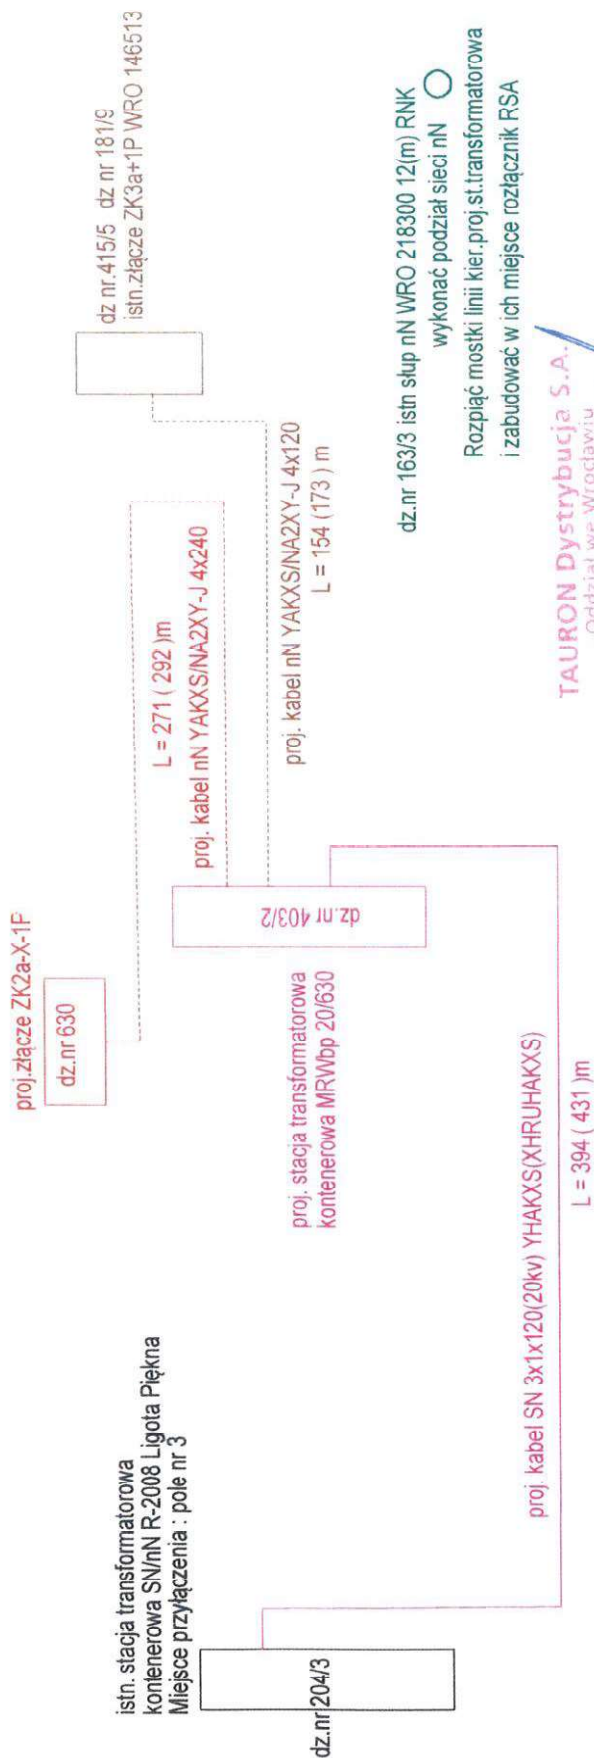 istn. stacja transformatorowa
kontenerowa SN/nN R-2008 Ligota Piękna
Miejsce przyłączenia : pole nr 3
dz.nr 204/3
proj. kabel SN 3x1x120(20kv) YHAKXS(XHRUHAKXS)
L = 394 ( 431 )m
proj.złącze ZK2a-X-1P
dz.nr 630
proj. stacja transformatorowa
kontenerowa MRWbp 20/630
dz.nr 403/2
L = 271 ( 292 )m
proj. kabel nN YAKXS/NA2XY-J 4x240
proj. kabel nN YAKXS/NA2XY-J 4x120
L = 154 (173 ) m
dz nr.415/5 dz nr 181/9
istn.złącze ZK3a+1P WRO 146513
dz.nr 163/3 istn słup nN WRO 218300 12(m) RNK
wykonać podział sieci nN
Rozpiąć mostki linii kier.proj.st.transformatorowa
i zabudować w ich miejsce rozłącznik RSA
TAURON Dystrybucja S.A.
Oddział we Wrocławiu